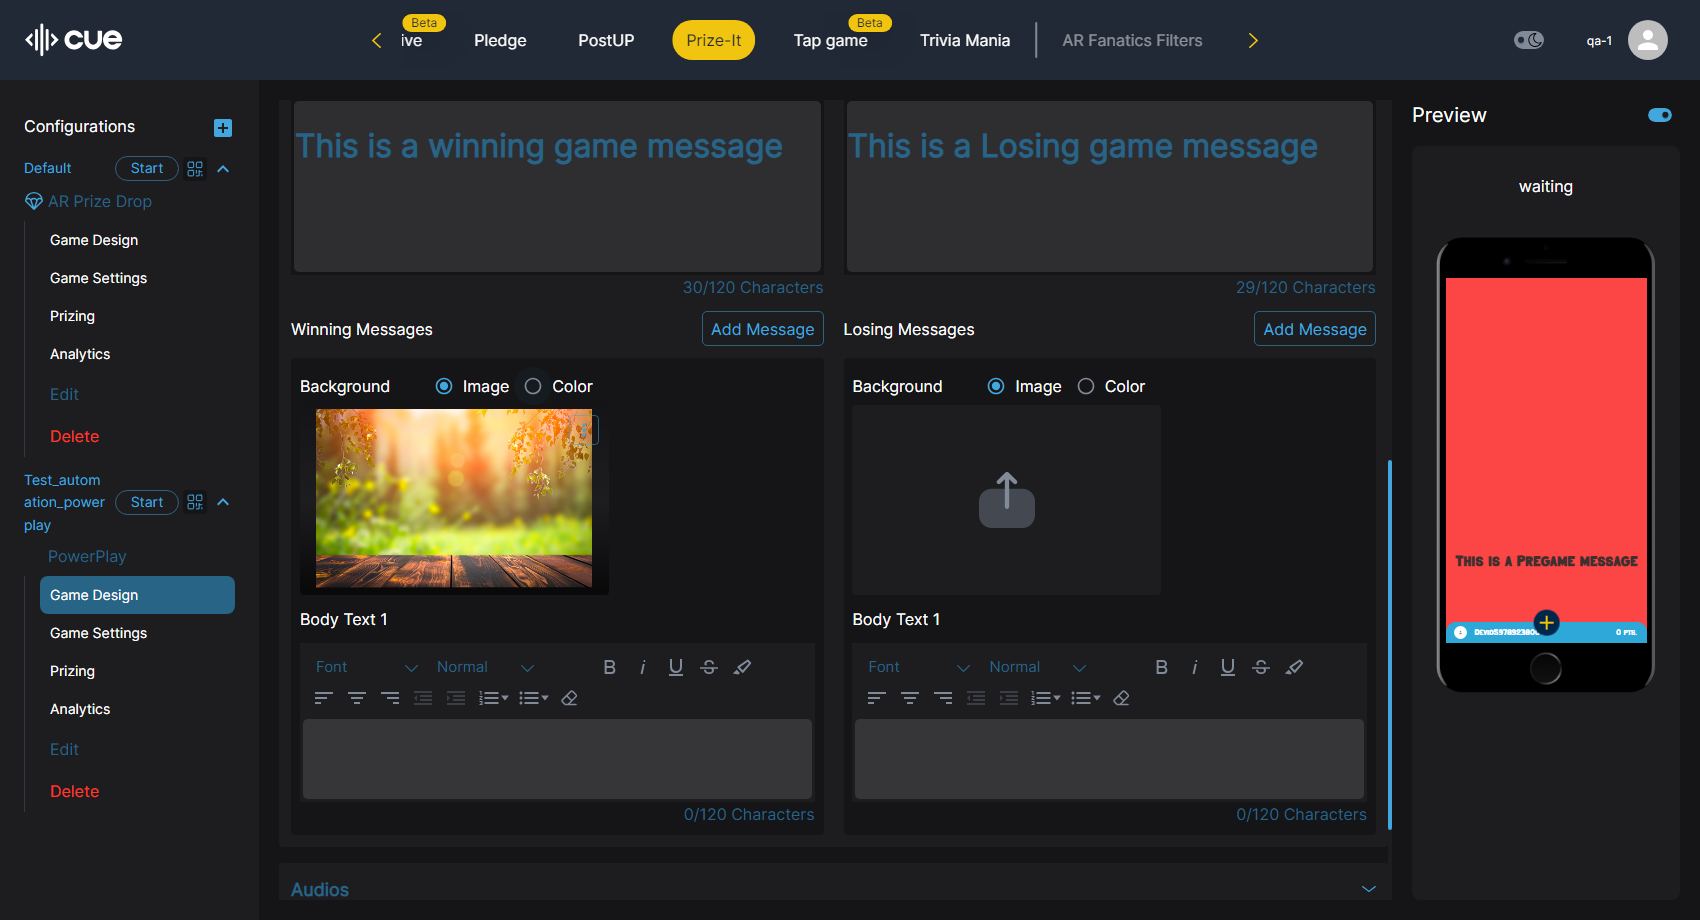 cue
Beta
ive
Pledge
PostUP
Prize-It
Beta
Tap game
Trivia Mania
AR Fanatics Filters
qa-1
Configurations
Default
Start
AR Prize Drop
Game Design
Game Settings
Prizing
Analytics
Edit
Delete
Test_autom
ation_power
play
Start
PowerPlay
Game Design
Game Settings
Prizing
Analytics
Edit
Delete
This is a winning game message
30/120 Characters
Winning Messages
Add Message
Background
Image
Color
Body Text 1
Font
Normal
0/120 Characters
This is a Losing game message
29/120 Characters
Losing Messages
Add Message
Background
Image
Color
Body Text 1
Font
Normal
0/120 Characters
Audios
Preview
waiting
This is a Pregame message
0 pts.